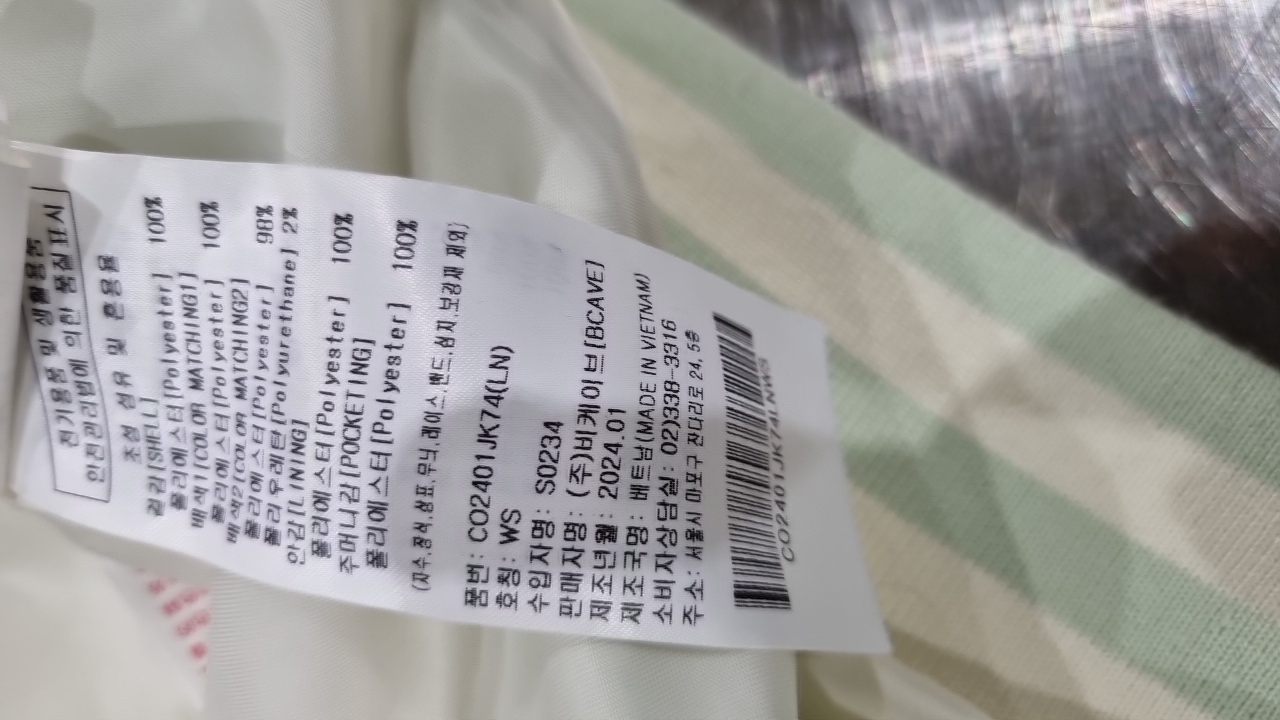 전기용품 및 생활용품
안전관리법에 의한 품질표시
조성 섬유 및 혼용율
겉감[SHELL]
폴리에스터[Polyester] 100%
배색1[COLOR MATCHING1]
폴리에스터[Polyester] 100%
배색2[COLOR MATCHING2]
폴리에스터[Polyester] 98%
폴리우레탄[Polyurethane] 2%
안감[LINING]
폴리에스터[Polyester] 100%
주머니감[POCKETING]
폴리에스터[Polyester] 100%
(자수,장식,상표,무늬,레이스,밴드,심지,보강재 제외)
품번: CO2401JK74(LN)
호칭: WS
수입자명: S0234
판매자명: (주)비케이브[BCAVE]
제조년월: 2024.01
제조국명: 베트남(MADE IN VIETNAM)
소비자상담실: 02)338-3316
주소: 서울시 마포구 잔다리로 24, 5층
CO2401JK74LNWS